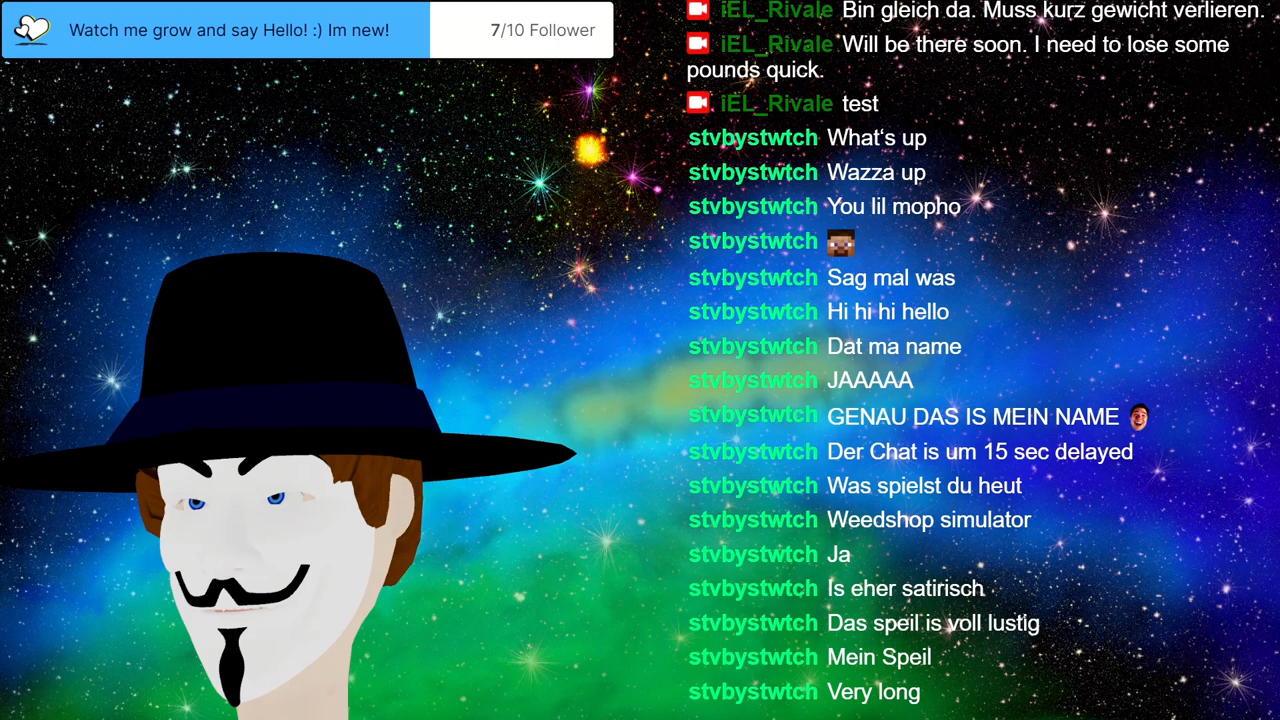 Watch me grow and say Hello! :) Im new!
7/10 Follower
iEL_Rivale Bin gleich da. Muss kurz gewicht verlieren.
iEL_Rivale Will be there soon. I need to lose some
pounds quick.
iEL_Rivale test
stvbystwtch What's up
stvbystwtch Wazza up
stvbystwtch You lil mopho
stvbystwtch
stvbystwtch Sag mal was
stvbystwtch Hi hi hi hello
stvbystwtch Dat ma name
stvbystwtch JAAAAA
stvbystwtch GENAU DAS IS MEIN NAME
stvbystwtch Der Chat is um 15 sec delayed
stvbystwtch Was spielst du heut
stvbystwtch Weedshop simulator
stvbystwtch Ja
stvbystwtch Is eher satirisch
stvbystwtch Das speil is voll lustig
stvbystwtch Mein Speil
stvbystwtch Very long